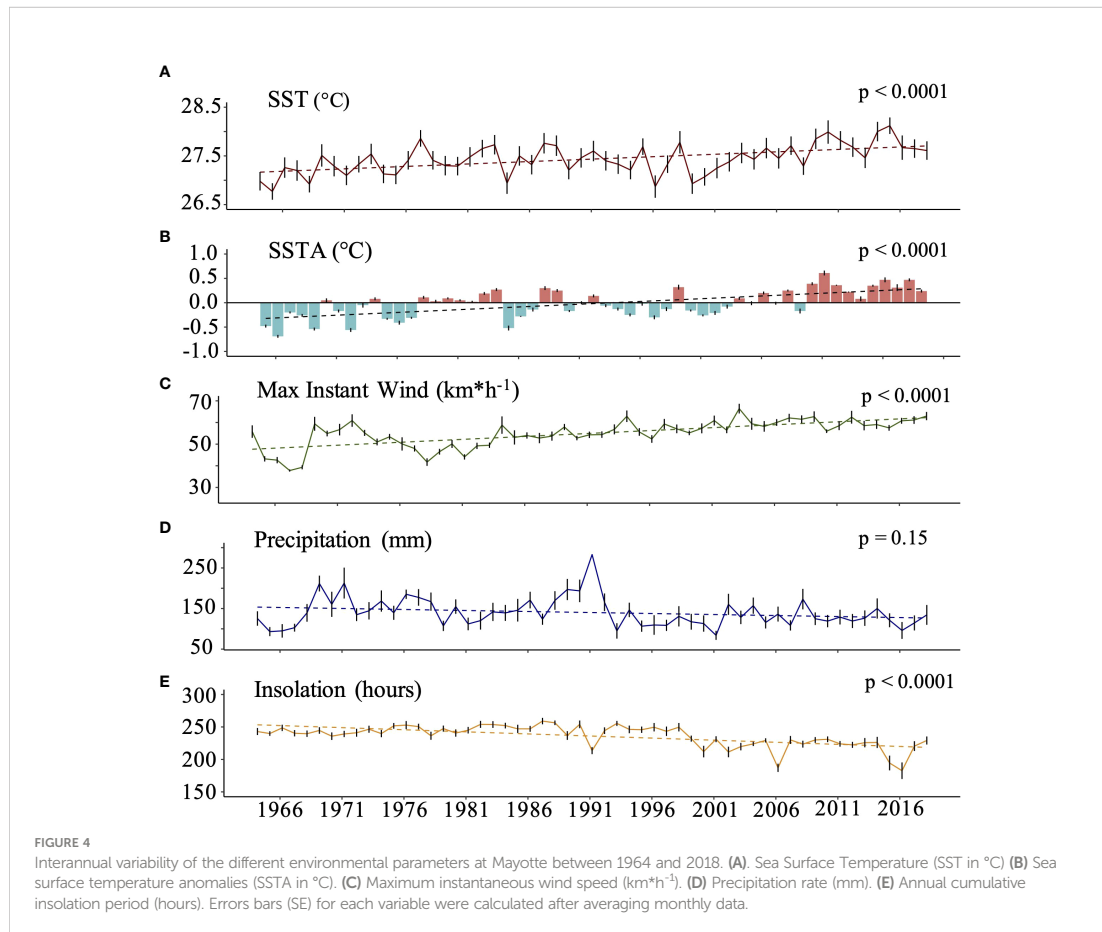 A
SST (°C)
p < 0.0001
28.5
27.5
26.5
B
SSTA (°C)
p < 0.0001
1.0
0.5
0.0
-0.5
-1.0
C
Max Instant Wind (km*h-1)
p < 0.0001
70
50
30
D
Precipitation (mm)
p = 0.15
250
150
50
E
Insolation (hours)
p < 0.0001
300
250
200
150
1966 1971 1976 1981 1986 1991 1996 2001 2006 2011 2016
FIGURE 4
Interannual variability of the different environmental parameters at Mayotte between 1964 and 2018. (A). Sea Surface Temperature (SST in °C) (B) Sea
surface temperature anomalies (SSTA in °C). (C) Maximum instantaneous wind speed (km*h-1). (D) Precipitation rate (mm). (E) Annual cumulative
insolation period (hours). Errors bars (SE) for each variable were calculated after averaging monthly data.